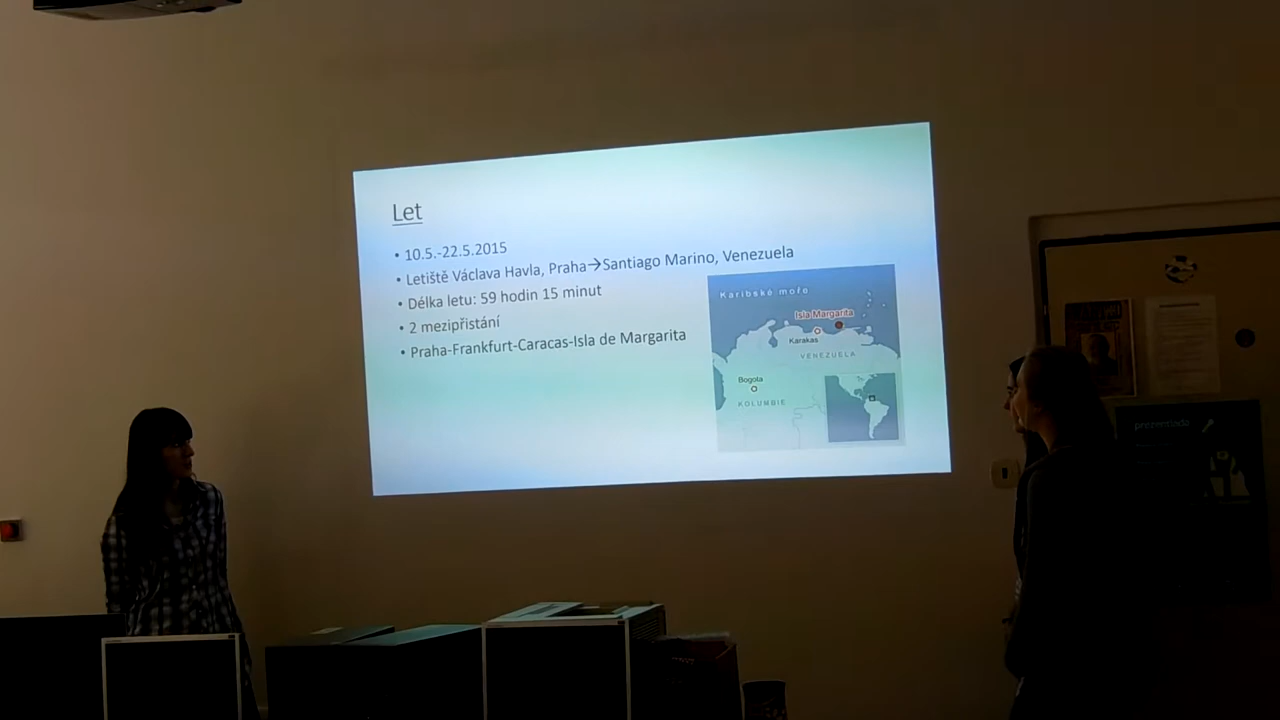 Let
• 10.5.-22.5.2015
• Letiště Václava Havla, Praha→Santiago Marino, Venezuela
• Délka letu: 59 hodin 15 minut
• 2 mezipřistání
• Praha-Frankfurt-Caracas-Isla de Margarita
Karibské moře
Isla Margarita
Karakas
VENEZUELA
Bogota
KOLUMBIE